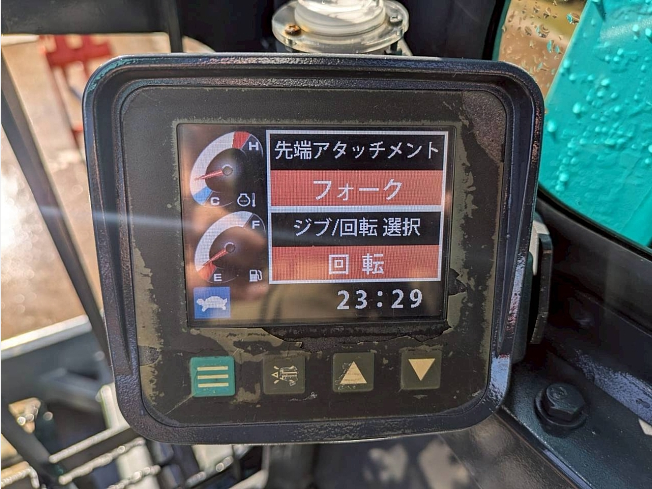 先端アタッチメント
フォーク
ジブ/回転 選択
回転
H
C
F
E
23:29